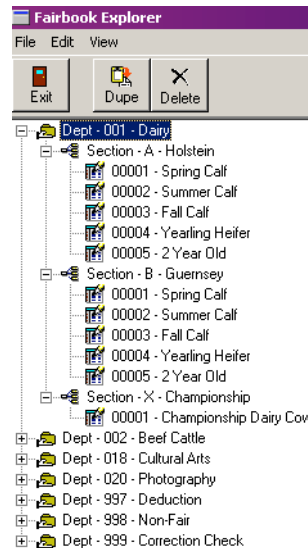 Fairbook Explorer
File Edit View
Exit Dupe Delete
Dept - 001 - Dairy
Section - A - Holstein
00001 - Spring Calf
00002 - Summer Calf
00003 - Fall Calf
00004 - Yearling Heifer
00005 - 2 Year Old
Section - B - Guernsey
00001 - Spring Calf
00002 - Summer Calf
00003 - Fall Calf
00004 - Yearling Heifer
00005 - 2 Year Old
Section - X - Championship
00001 - Championship Dairy Cow
Dept - 002 - Beef Cattle
Dept - 018 - Cultural Arts
Dept - 020 - Photography
Dept - 997 - Deduction
Dept - 998 - Non-Fair
Dept - 999 - Correction Check